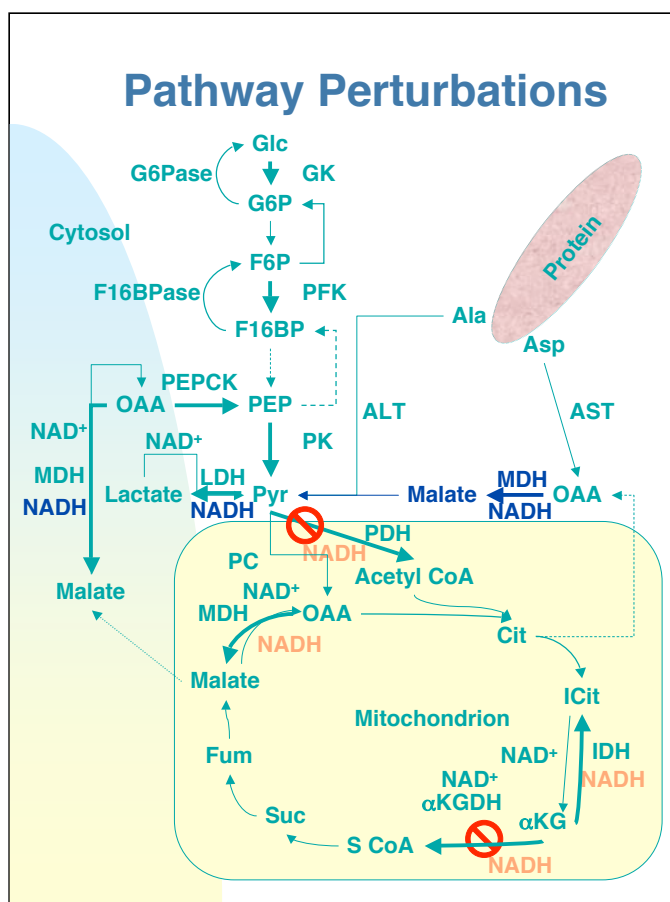 Pathway Perturbations
Glc
G6Pase
GK
G6P
Cytosol
F6P
Protein
F16BPase
PFK
Ala
F16BP
Asp
PEPCK
OAA
PEP
ALT
AST
NAD+
NAD+
PK
MDH
LDH
MDH
Lactate
Pyr
Malate
OAA
NADH
NADH
NADH
PDH
NADH
PC
Acetyl CoA
Malate
NAD+
MDH
OAA
Cit
NADH
Malate
ICit
Mitochondrion
Fum
NAD+
IDH
NAD+
NADH
αKGDH
Suc
αKG
S CoA
NADH